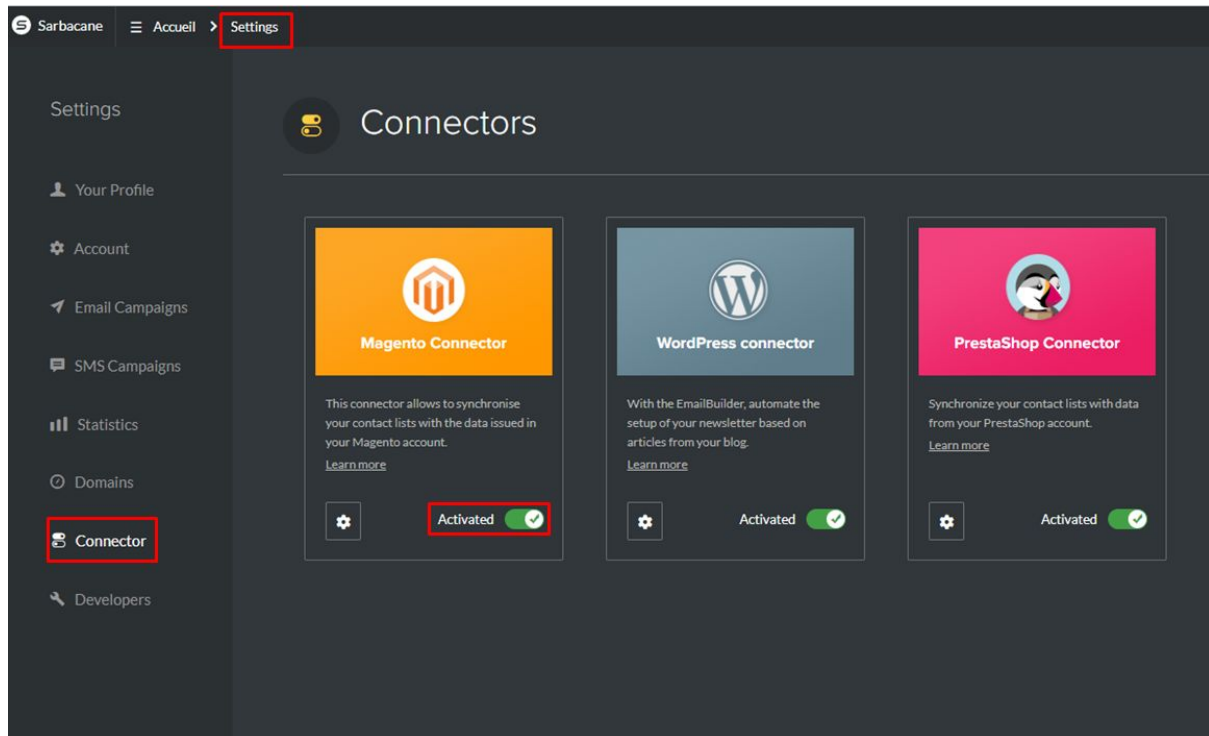 Sarbacane
Accueil
Settings
Settings
Your Profile
Account
Email Campaigns
SMS Campaigns
Statistics
Domains
Connector
Developers
Connectors
Magento Connector
This connector allows to synchronise
your contact lists with the data issued in
your Magento account.
Learn more
Activated
WordPress connector
With the EmailBuilder, automate the
setup of your newsletter based on
articles from your blog.
Learn more
Activated
PrestaShop Connector
Synchronize your contact lists with data
from your PrestaShop account.
Learn more
Activated